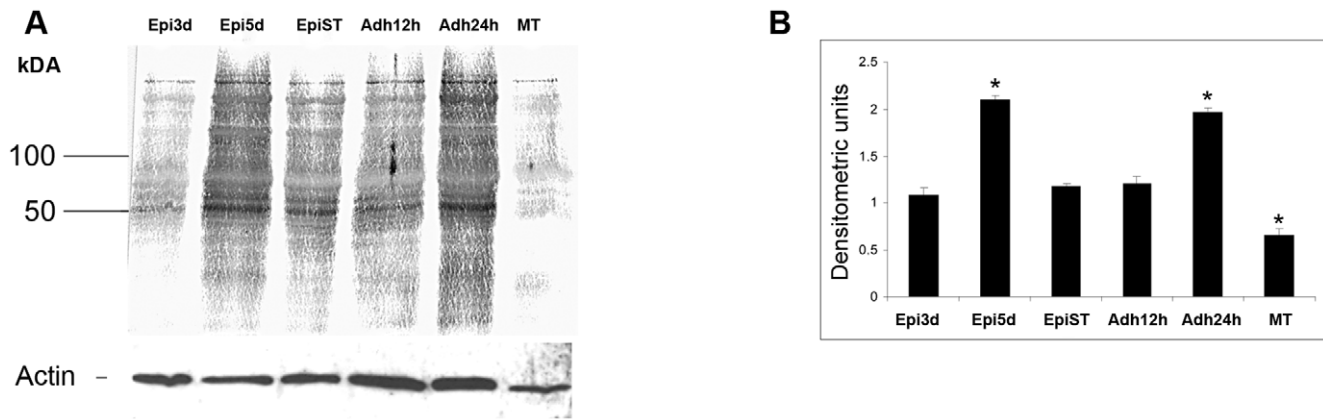 A
Epi3d Epi5d EpiST Adh12h Adh24h MT
kDA
100
50
Actin
B
Densitometric units
2.5
2
1.5
1
0.5
0
* * *
Epi3d Epi5d EpiST Adh12h Adh24h MT